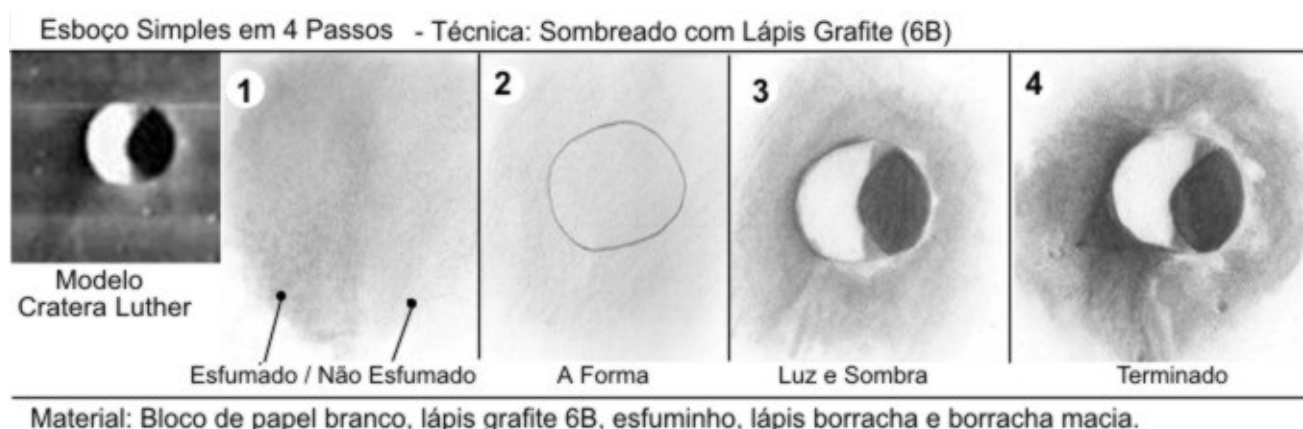 Esboço Simples em 4 Passos - Técnica: Sombreado com Lápis Grafite (6B)
1
2
3
4
Modelo
Cratera Luther
Esfumado / Não Esfumado
A Forma
Luz e Sombra
Terminado
Material: Bloco de papel branco, lápis grafite 6B, esfuminho, lápis borracha e borracha macia.